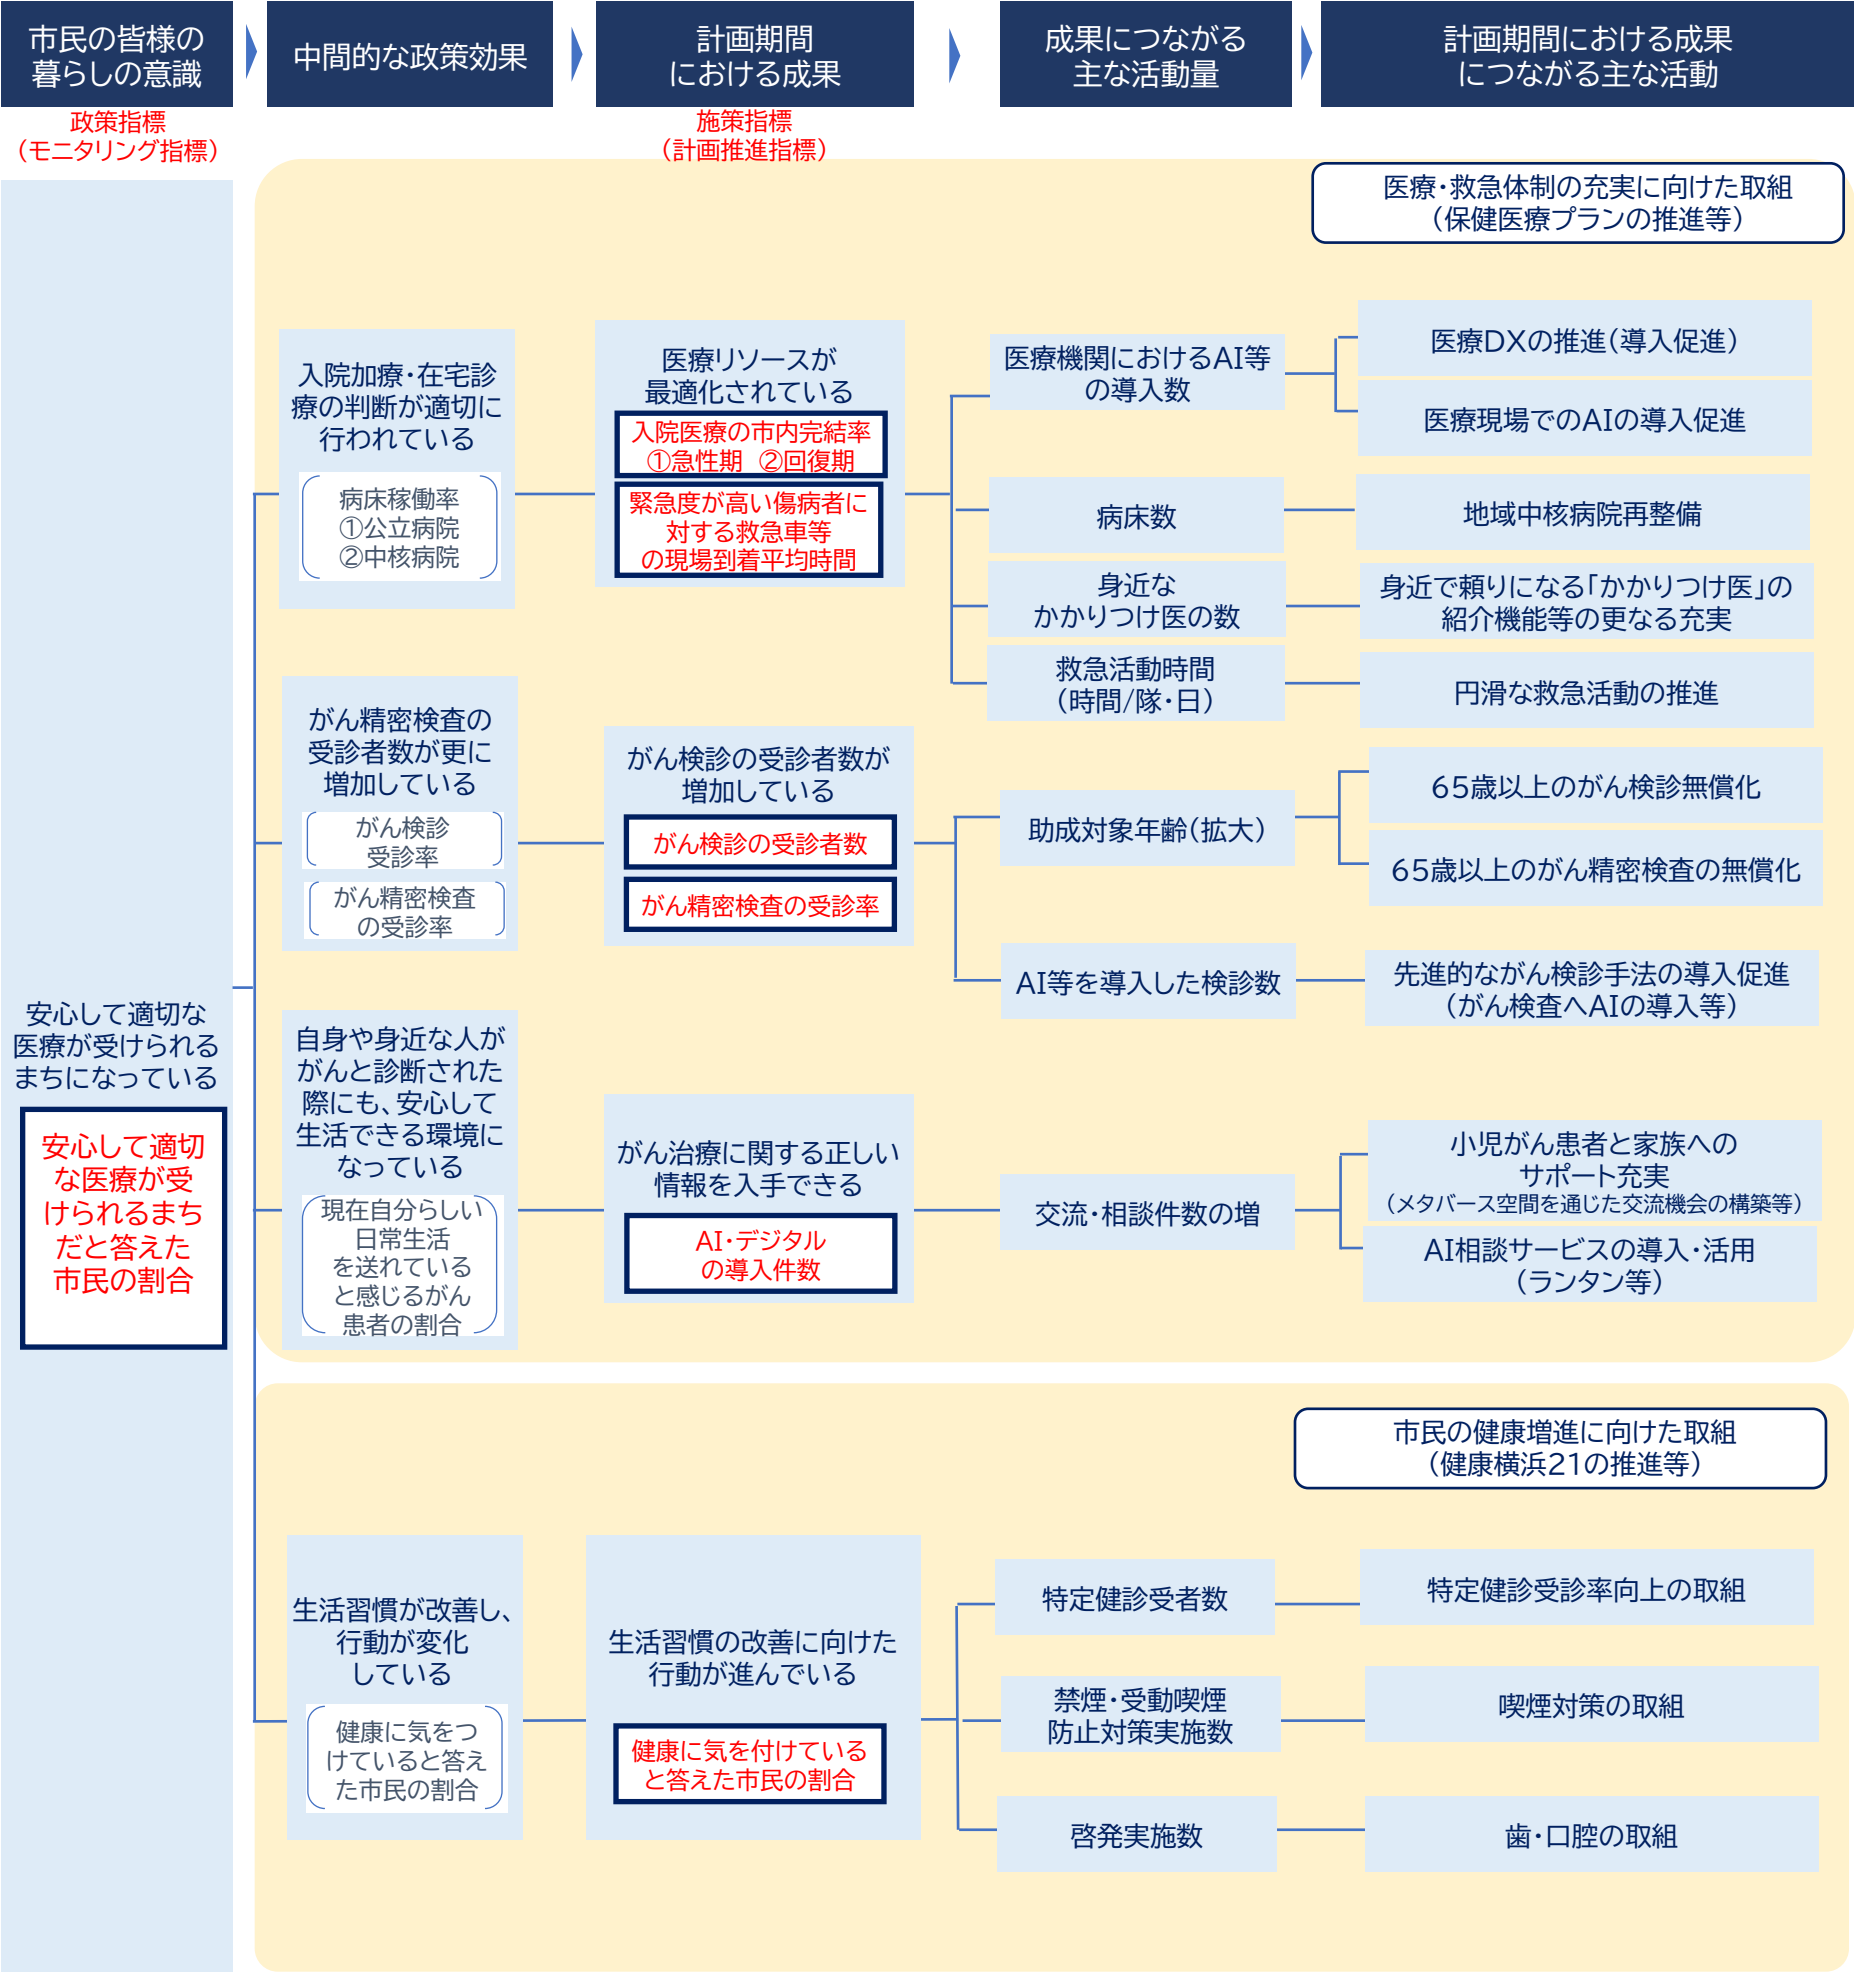 市民の皆様の
暮らしの意識
中間的な政策効果
計画期間
における成果
成果につながる
主な活動量
計画期間における成果
につながる主な活動
政策指標
（モニタリング指標）
施策指標
（計画推進指標）
安心して適切な
医療が受けられる
まちになっている
安心して適切
な医療が受
けられるまち
だと答えた
市民の割合
医療・救急体制の充実に向けた取組
（保健医療プランの推進等）
入院加療・在宅診
療の判断が適切に
行われている
病床稼働率
①公立病院
②中核病院
医療リソースが
最適化されている
入院医療の市内完結率
①急性期　②回復期
緊急度が高い傷病者に
対する救急車等
の現場到着平均時間
医療機関におけるAI等
の導入数
医療DXの推進（導入促進）
医療現場でのAIの導入促進
病床数
地域中核病院再整備
身近な
かかりつけ医の数
身近で頼りになる「かかりつけ医」の
紹介機能等の更なる充実
救急活動時間
（時間/隊・日）
円滑な救急活動の推進
がん精密検査の
受診者数が更に
増加している
がん検診
受診率
がん精密検査
の受診率
がん検診の受診者数が
増加している
がん検診の受診者数
がん精密検査の受診率
助成対象年齢（拡大）
65歳以上のがん検診無償化
65歳以上のがん精密検査の無償化
AI等を導入した検診数
先進的ながん検診手法の導入促進
（がん検査へAIの導入等）
自身や身近な人が
がんと診断された
際にも、安心して
生活できる環境に
なっている
現在自分らしい
日常生活
を送れている
と感じるがん
患者の割合
がん治療に関する正しい
情報を入手できる
AI・デジタル
の導入件数
交流・相談件数の増
小児がん患者と家族への
サポート充実
（メタバース空間を通じた交流機会の構築等）
AI相談サービスの導入・活用
（ランタン等）
市民の健康増進に向けた取組
（健康横浜21の推進等）
生活習慣が改善し、
行動が変化
している
健康に気をつ
けていると答え
た市民の割合
生活習慣の改善に向けた
行動が進んでいる
健康に気を付けている
と答えた市民の割合
特定健診受者数
特定健診受診率向上の取組
禁煙・受動喫煙
防止対策実施数
喫煙対策の取組
啓発実施数
歯・口腔の取組